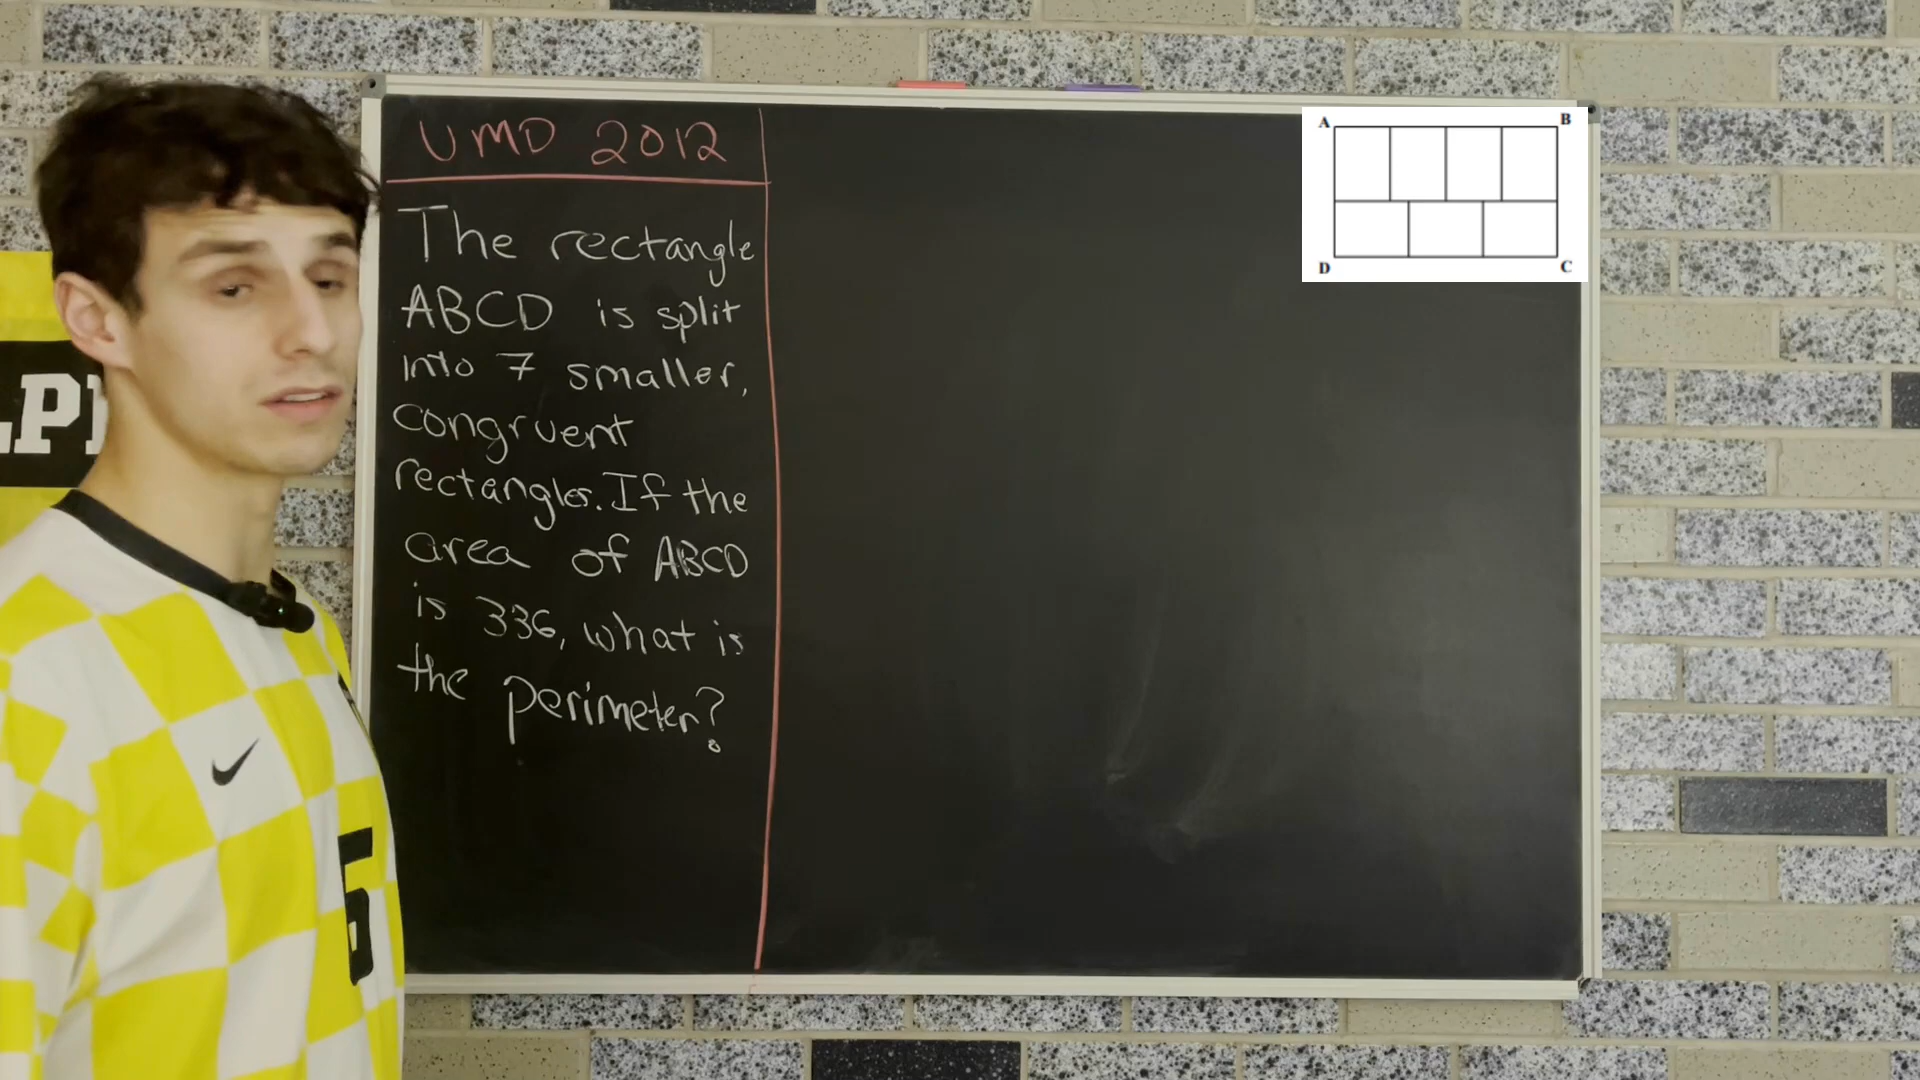 UMD 2012
The rectangle
ABCD is split
into 7 smaller,
congruent
rectangles. If the
area of ABCD
is 336, what is
the perimeter?
A B
D C
5